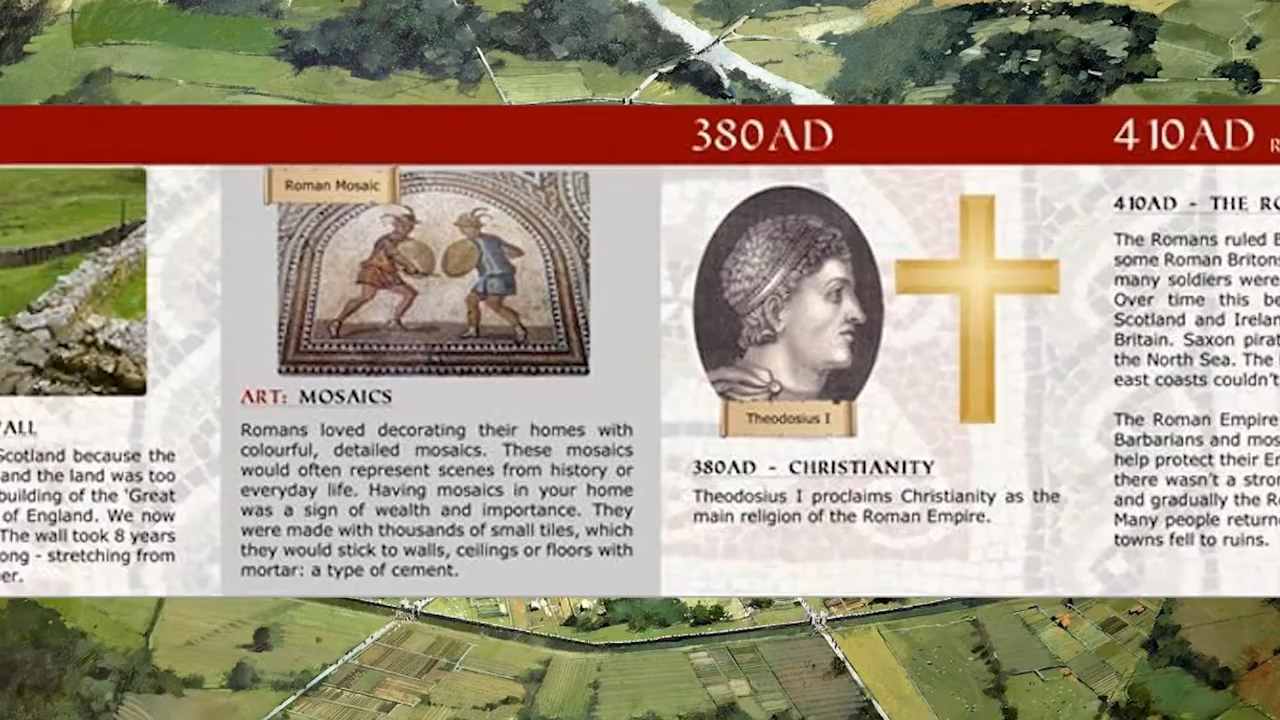 380AD
410AD
Roman Mosaic
ART: MOSAICS
Romans loved decorating their homes with
colourful, detailed mosaics. These mosaics
would often represent scenes from history or
everyday life. Having mosaics in your home
was a sign of wealth and importance. They
were made with thousands of small tiles, which
they would stick to walls, ceilings or floors with
mortar: a type of cement.
Scotland because the
and the land was too
building of the 'Great
of England. We now
The wall took 8 years
- stretching from
Theodosius I
380AD - CHRISTIANITY
Theodosius I proclaims Christianity as the
main religion of the Roman Empire.
410AD - THE
The Romans ruled
some Roman Britons
many soldiers were
Over time this
Scotland and
Britain. Saxon
the North Sea. The
east coasts couldn't
The Roman Empire
Barbarians and
help protect their
there wasn't a
and gradually the
Many people
towns fell to ruins.